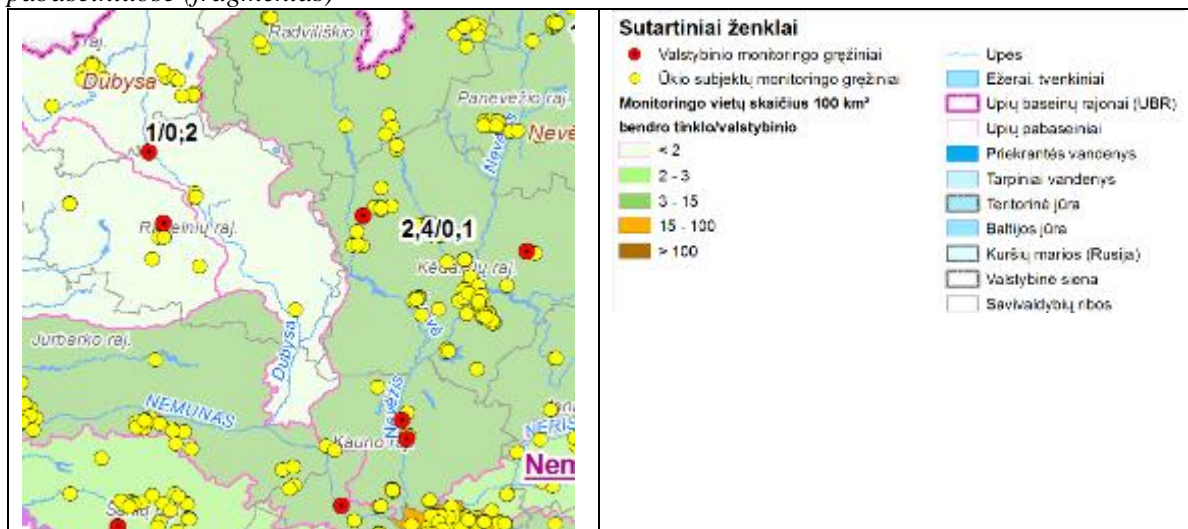 pabaseiniuose (fragmentas)
raj.
Radviliškio r
Dubysa
Panevėžio raj.
Nevė
1/0,2
Nevėžis
Raseinių raj.
2,4/0,1
Kėdainių raj.
Jurbarko raj.
Dubysa
NEMUNAS
Nevėžis
Kauno raj.
NERIS
Nem
Šakių
Sutartiniai ženklai
Valstybinio monitoringo gręžiniai
Ūkio subjektų monitoringo gręžiniai
Monitoringo vietų skaičius 100 km²
bendro tinklo/valstybinio
< 2
2 - 3
3 - 15
15 - 100
> 100
Upės
Ežerai, tvenkiniai
Upių baseinų rajonai (UBR)
Upių pabaseiniai
Priekrantės vandenys
Tarpiniai vandenys
Teritorinė jūra
Baltijos jūra
Kuršių marios (Rusija)
Valstybinė siena
Savivaldybių ribos